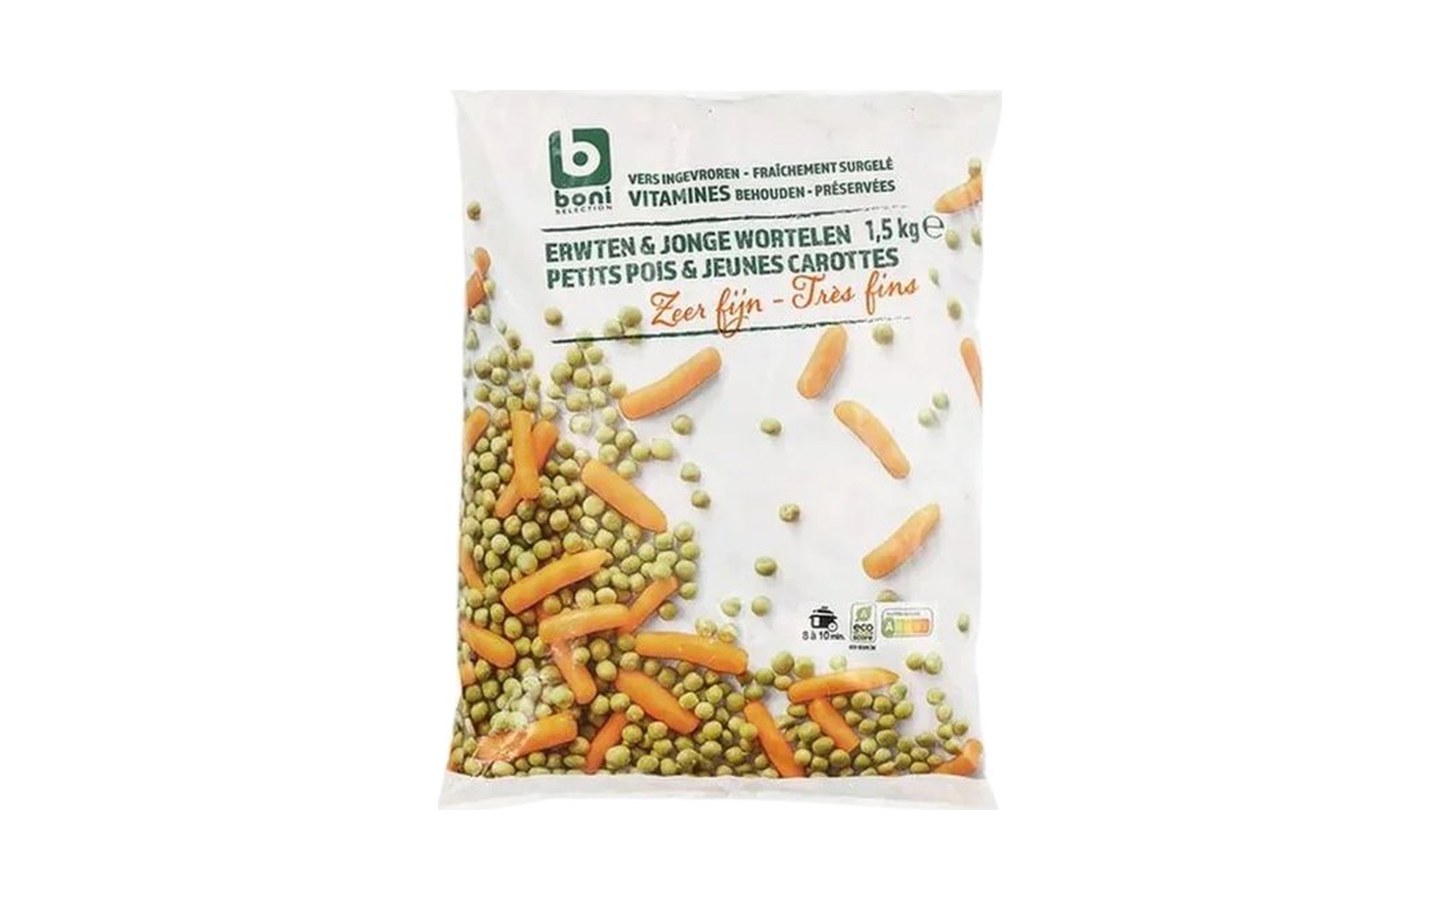 b
boni
SELECTION
VERS INGEVROREN - FRAÎCHEMENT SURGELÉ
VITAMINES BEHOUDEN - PRÉSERVÉES
ERWTEN & JONGE WORTELEN 1,5 kg e
PETITS POIS & JEUNES CAROTTES
Zeer fijn - Très fins
8 à 10 min.
A
eco
score
A